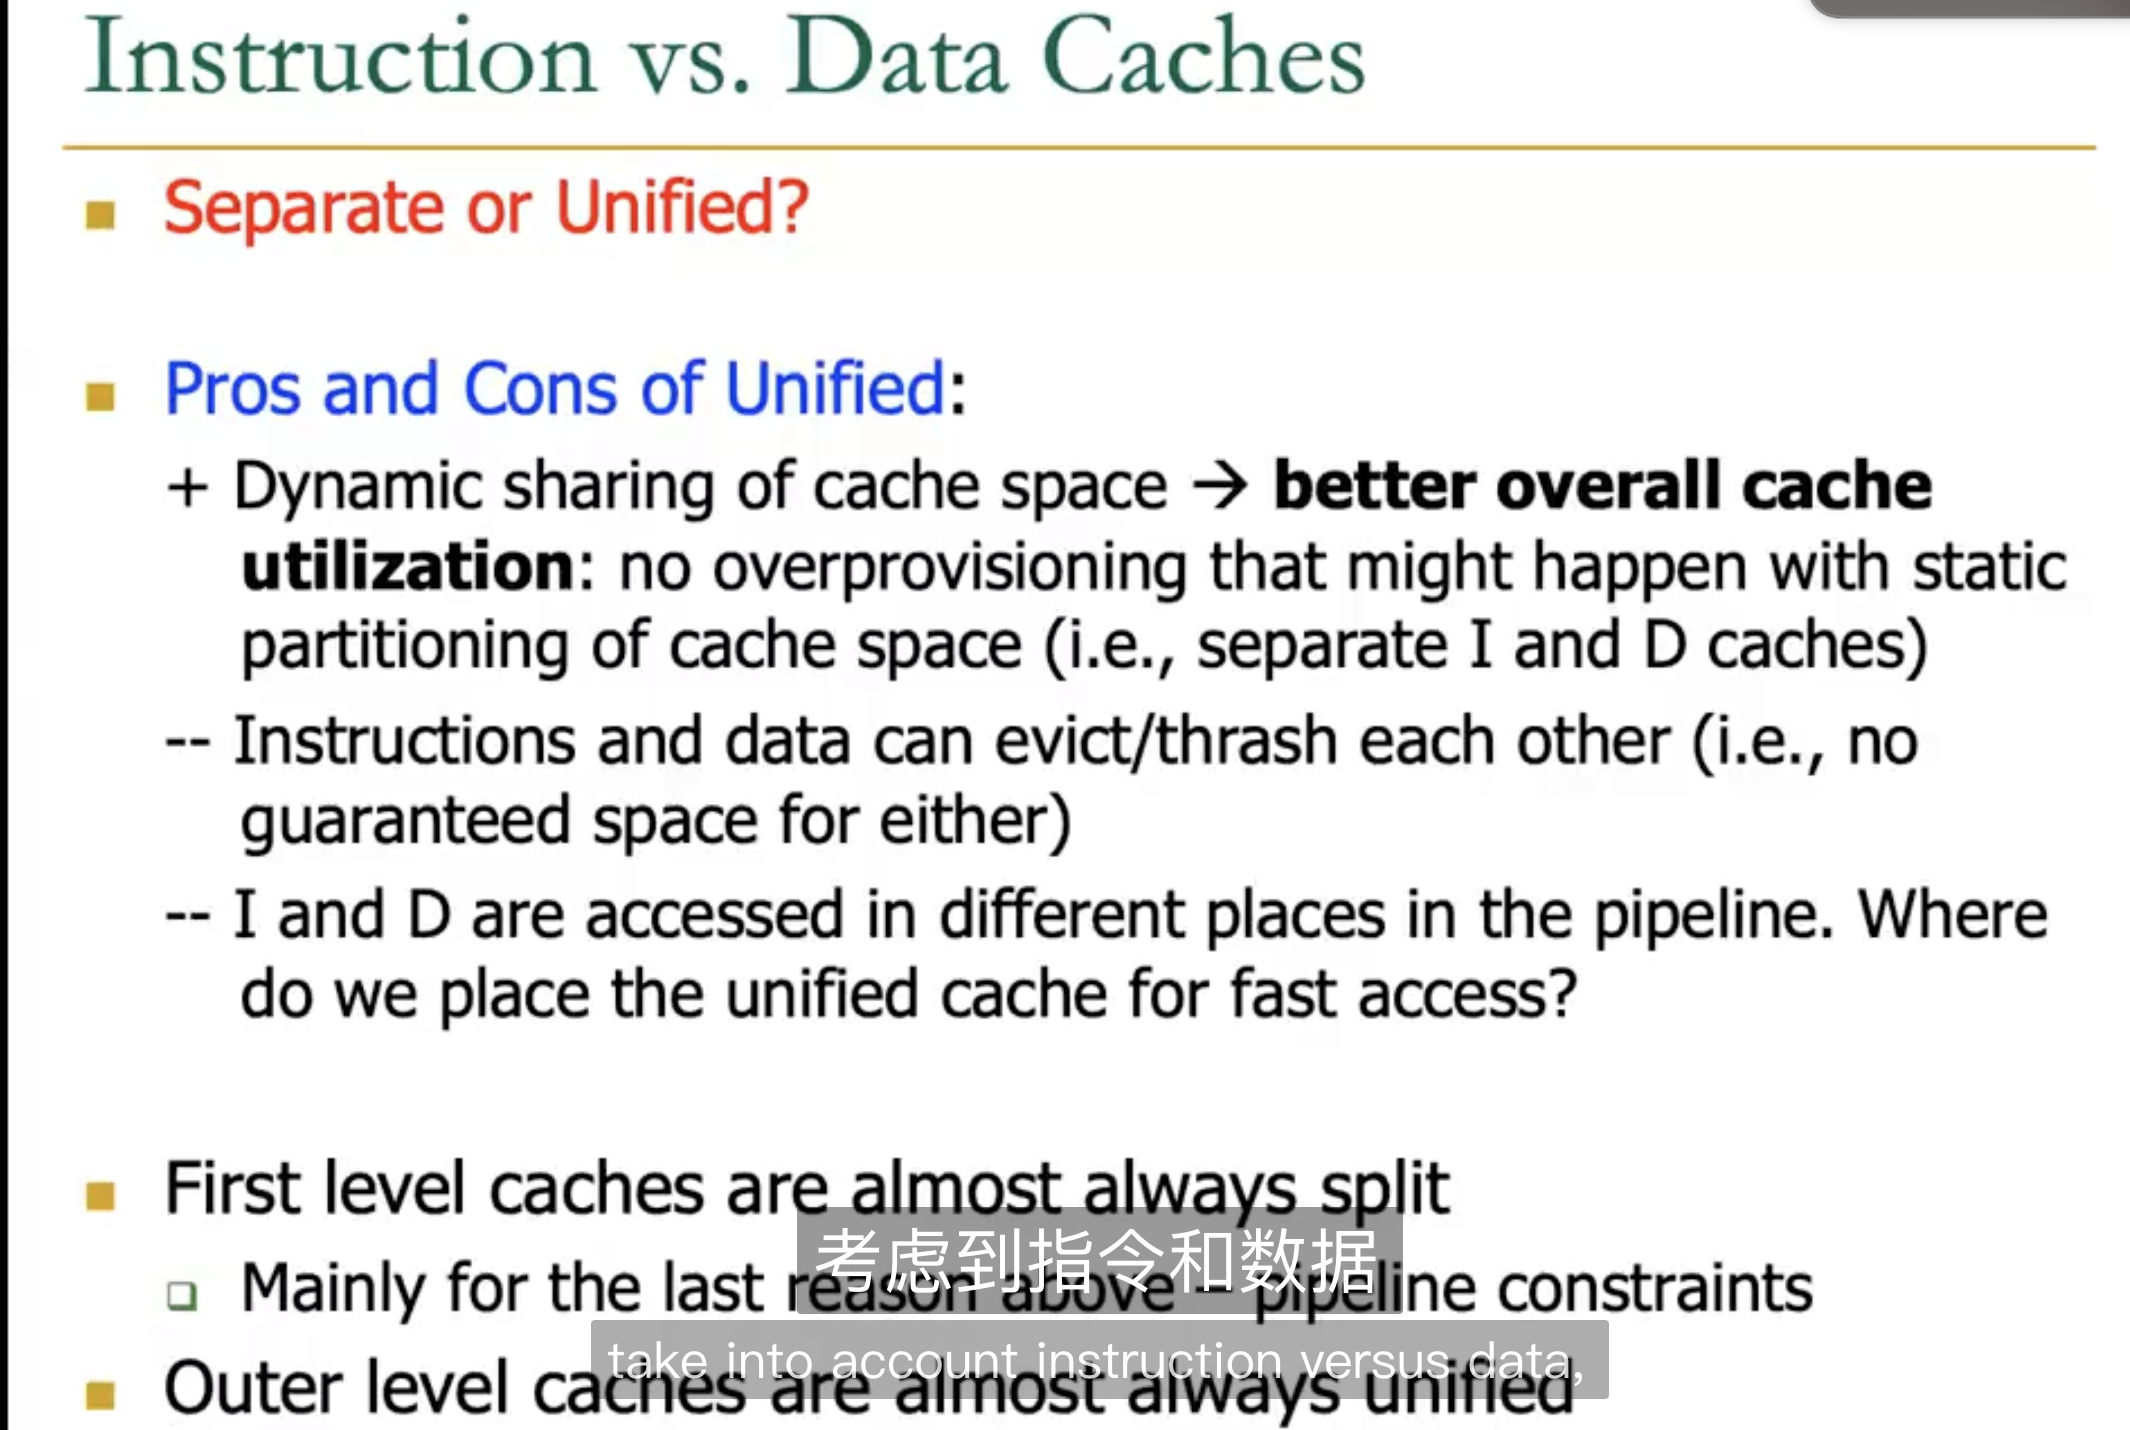 Instruction vs. Data Caches
Separate or Unified?
Pros and Cons of Unified:
+ Dynamic sharing of cache space → better overall cache
utilization: no overprovisioning that might happen with static
partitioning of cache space (i.e., separate I and D caches)
-- Instructions and data can evict/thrash each other (i.e., no
guaranteed space for either)
-- I and D are accessed in different places in the pipeline. Where
do we place the unified cache for fast access?
First level caches are almost always split
考虑到指令和数据
Mainly for the last reason above – pipeline constraints
take into account instruction versus data,
Outer level caches are almost always unified